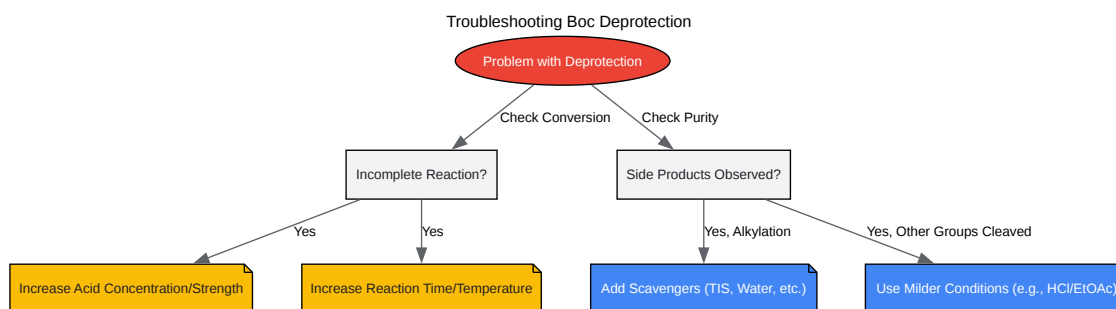 Troubleshooting Boc Deprotection
Problem with Deprotection
Check Conversion
Check Purity
Incomplete Reaction?
Side Products Observed?
Yes
Yes
Yes, Alkylation
Yes, Other Groups Cleaved
Increase Acid Concentration/Strength
Increase Reaction Time/Temperature
Add Scavengers (TIS, Water, etc.)
Use Milder Conditions (e.g., HCl/EtOAc)